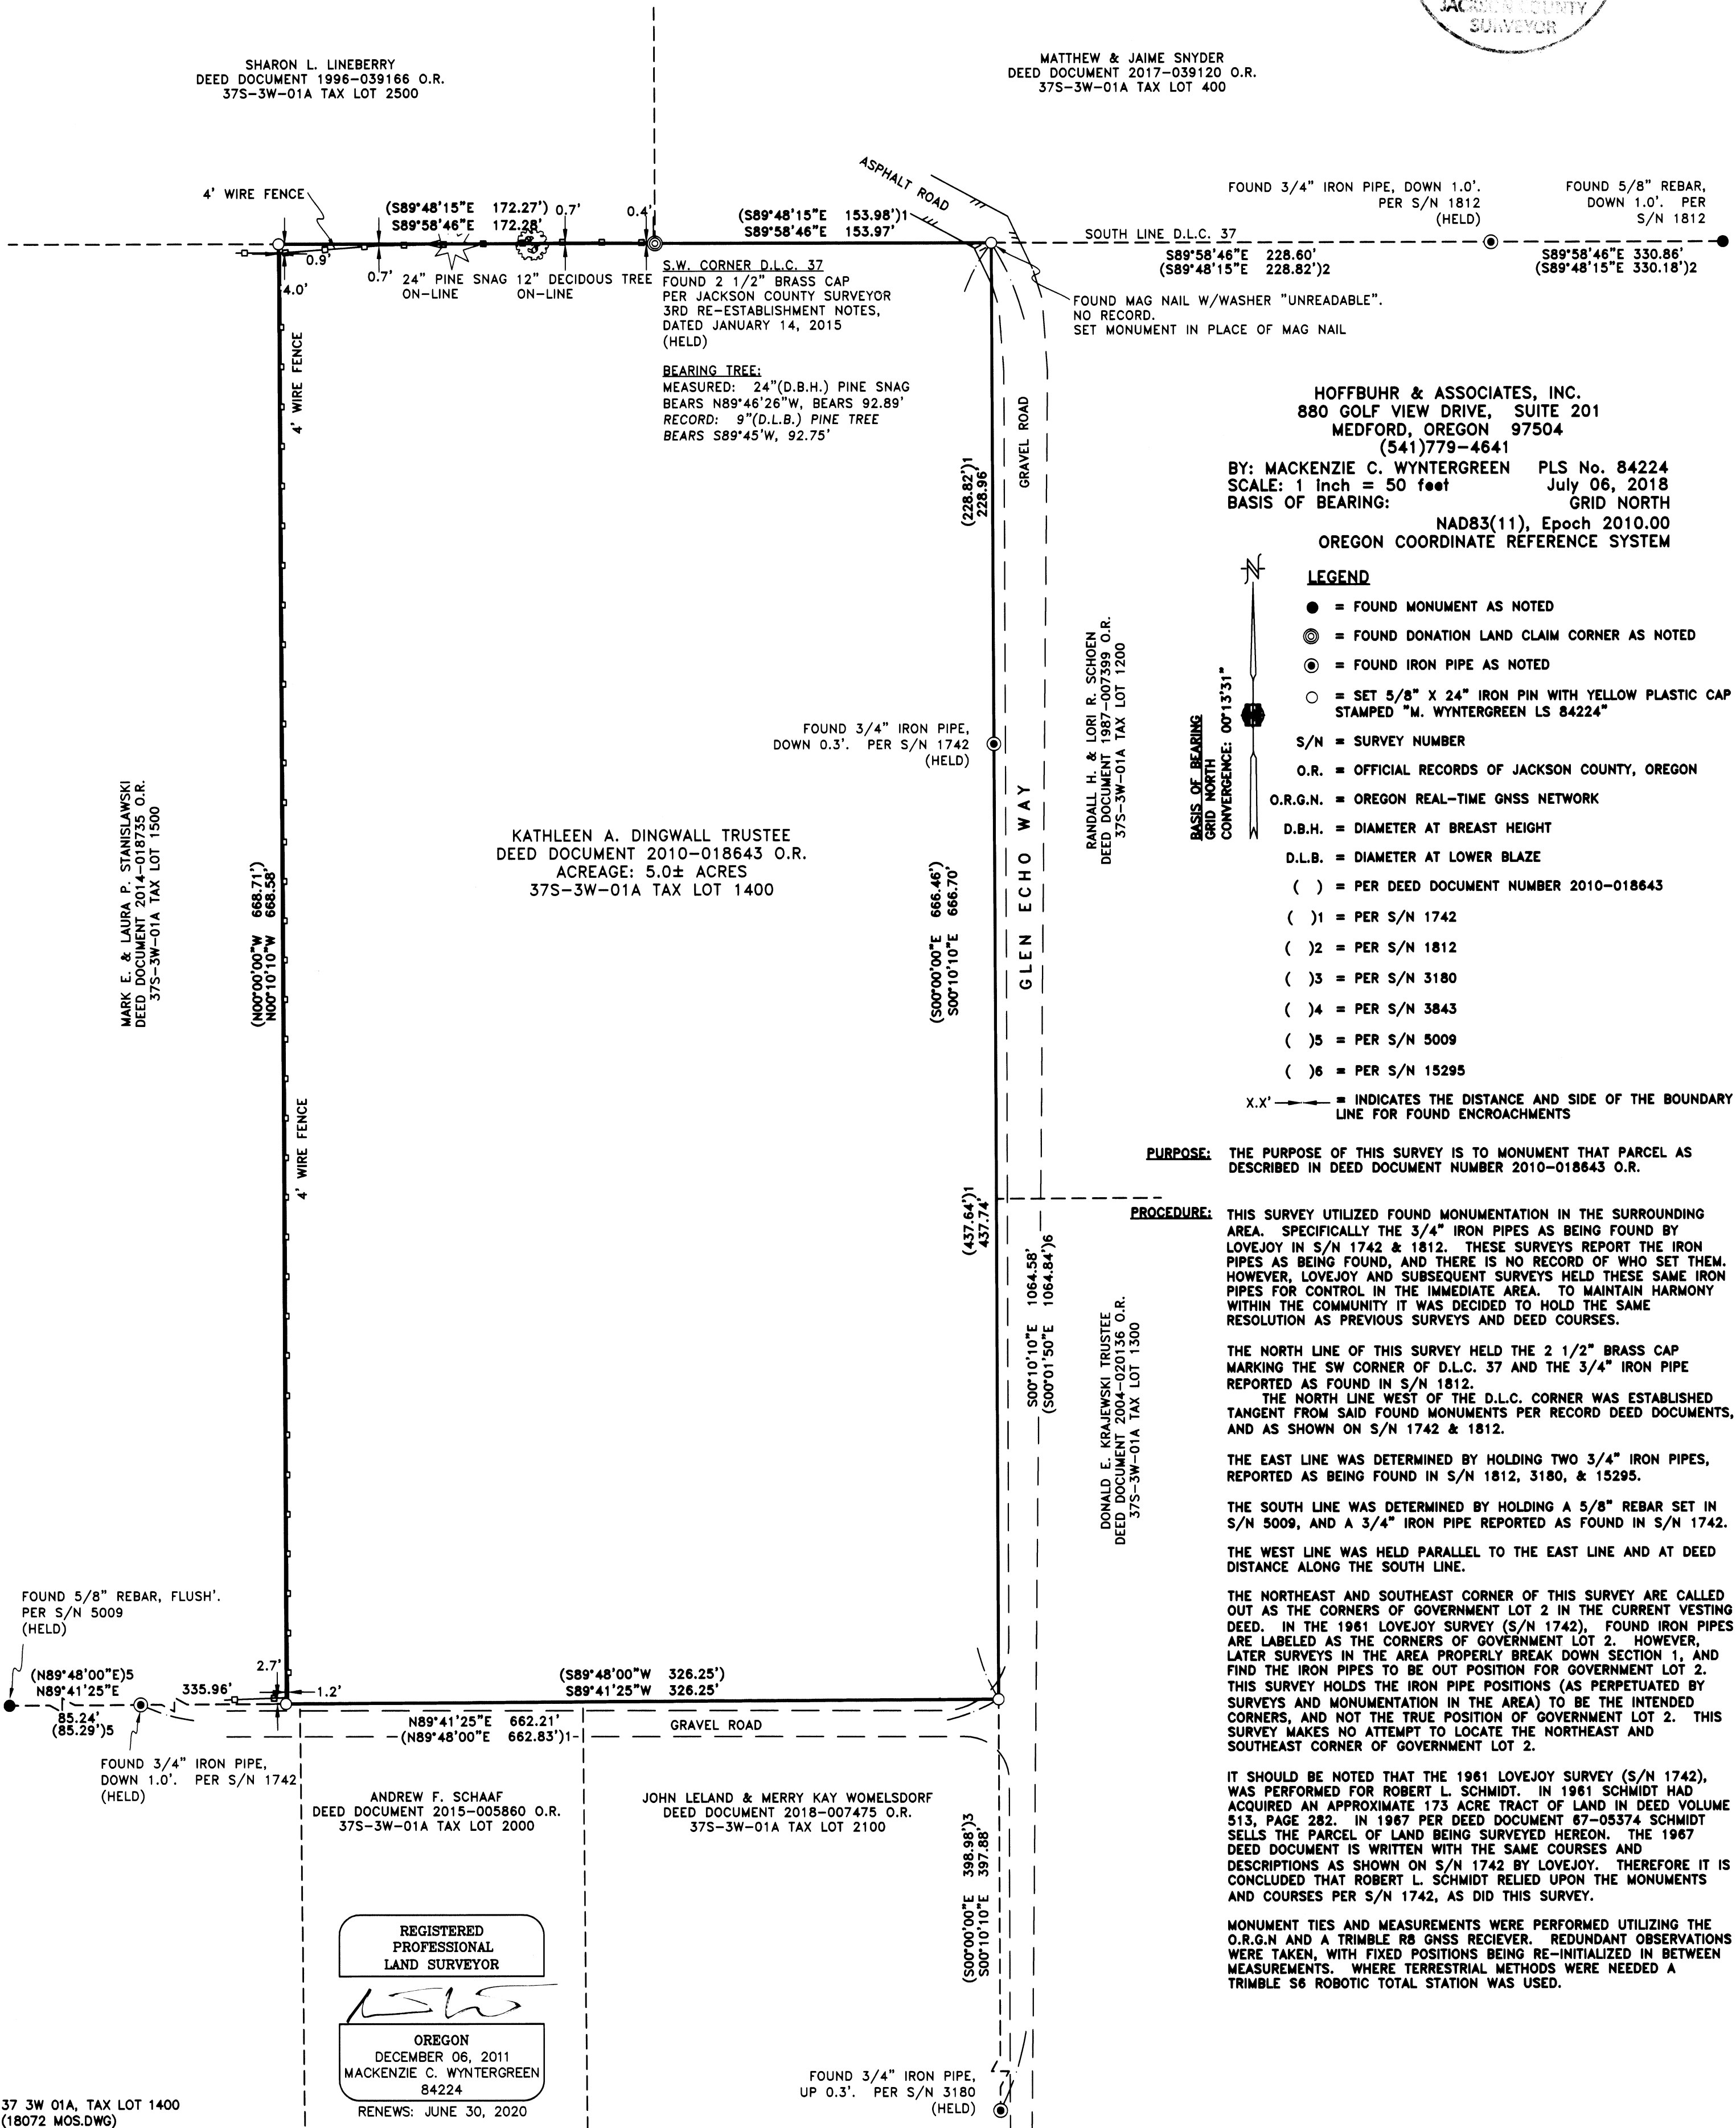 JACKSON COUNTY
SURVEYOR
SHARON L. LINEBERRY
DEED DOCUMENT 1996-039166 O.R.
37S-3W-01A TAX LOT 2500
MATTHEW & JAIME SNYDER
DEED DOCUMENT 2017-039120 O.R.
37S-3W-01A TAX LOT 400
4' WIRE FENCE
(S89°48'15"E 172.27')
S89°58'46"E 172.28'
0.7'
0.4'
(S89°48'15"E 153.98')1
S89°58'46"E 153.97'
ASPHALT ROAD
FOUND 3/4" IRON PIPE, DOWN 1.0'.
PER S/N 1812
(HELD)
FOUND 5/8" REBAR,
DOWN 1.0'. PER
S/N 1812
SOUTH LINE D.L.C. 37
S89°58'46"E 228.60'
(S89°48'15"E 228.82')2
S89°58'46"E 330.86'
(S89°48'15"E 330.18')2
0.9'
4.0'
0.7'
24" PINE SNAG
ON-LINE
12" DECIDOUS TREE
ON-LINE
S.W. CORNER D.L.C. 37
FOUND 2 1/2" BRASS CAP
PER JACKSON COUNTY SURVEYOR
3RD RE-ESTABLISHMENT NOTES,
DATED JANUARY 14, 2015
(HELD)
BEARING TREE:
MEASURED: 24"(D.B.H.) PINE SNAG
BEARS N89°46'26"W, BEARS 92.89'
RECORD: 9"(D.L.B.) PINE TREE
BEARS S89°45'W, 92.75'
FOUND MAG NAIL W/WASHER "UNREADABLE".
NO RECORD.
SET MONUMENT IN PLACE OF MAG NAIL
4' WIRE FENCE
(228.82')1
228.96'
GRAVEL ROAD
HOFFBUHR & ASSOCIATES, INC.
880 GOLF VIEW DRIVE, SUITE 201
MEDFORD, OREGON 97504
(541)779-4641
BY: MACKENZIE C. WYNTERGREEN PLS No. 84224
SCALE: 1 inch = 50 feet July 06, 2018
BASIS OF BEARING: GRID NORTH
NAD83(11), Epoch 2010.00
OREGON COORDINATE REFERENCE SYSTEM
N
BASIS OF BEARING
GRID NORTH
CONVERGENCE: 00°13'31"
LEGEND
= FOUND MONUMENT AS NOTED
= FOUND DONATION LAND CLAIM CORNER AS NOTED
= FOUND IRON PIPE AS NOTED
= SET 5/8" X 24" IRON PIN WITH YELLOW PLASTIC CAP
STAMPED "M. WYNTERGREEN LS 84224"
S/N = SURVEY NUMBER
O.R. = OFFICIAL RECORDS OF JACKSON COUNTY, OREGON
O.R.G.N. = OREGON REAL-TIME GNSS NETWORK
D.B.H. = DIAMETER AT BREAST HEIGHT
D.L.B. = DIAMETER AT LOWER BLAZE
( ) = PER DEED DOCUMENT NUMBER 2010-018643
( )1 = PER S/N 1742
( )2 = PER S/N 1812
( )3 = PER S/N 3180
( )4 = PER S/N 3843
( )5 = PER S/N 5009
( )6 = PER S/N 15295
X.X' = INDICATES THE DISTANCE AND SIDE OF THE BOUNDARY
LINE FOR FOUND ENCROACHMENTS
RANDALL H. & LORI R. SCHOEN
DEED DOCUMENT 1987-007399 O.R.
37S-3W-01A TAX LOT 1200
FOUND 3/4" IRON PIPE,
DOWN 0.3'. PER S/N 1742
(HELD)
MARK E. & LAURA P. STANISLAWSKI
DEED DOCUMENT 2014-018735 O.R.
37S-3W-01A TAX LOT 1500
(N00°00'00"W 668.71')
N00°10'10"W 668.58'
KATHLEEN A. DINGWALL TRUSTEE
DEED DOCUMENT 2010-018643 O.R.
ACREAGE: 5.0± ACRES
37S-3W-01A TAX LOT 1400
(S00°00'00"E 666.46')
S00°10'10"E 666.70'
GLEN ECHO WAY
4' WIRE FENCE
(437.64')1
437.74'
S00°10'10"E 1064.58'
(S00°01'50"E 1064.84')6
DONALD E. KRAJEWSKI TRUSTEE
DEED DOCUMENT 2004-020136 O.R.
37S-3W-01A TAX LOT 1300
PURPOSE: THE PURPOSE OF THIS SURVEY IS TO MONUMENT THAT PARCEL AS
DESCRIBED IN DEED DOCUMENT NUMBER 2010-018643 O.R.
PROCEDURE: THIS SURVEY UTILIZED FOUND MONUMENTATION IN THE SURROUNDING
AREA. SPECIFICALLY THE 3/4" IRON PIPES AS BEING FOUND BY
LOVEJOY IN S/N 1742 & 1812. THESE SURVEYS REPORT THE IRON
PIPES AS BEING FOUND, AND THERE IS NO RECORD OF WHO SET THEM.
HOWEVER, LOVEJOY AND SUBSEQUENT SURVEYS HELD THESE SAME IRON
PIPES FOR CONTROL IN THE IMMEDIATE AREA. TO MAINTAIN HARMONY
WITHIN THE COMMUNITY IT WAS DECIDED TO HOLD THE SAME
RESOLUTION AS PREVIOUS SURVEYS AND DEED COURSES.
THE NORTH LINE OF THIS SURVEY HELD THE 2 1/2" BRASS CAP
MARKING THE SW CORNER OF D.L.C. 37 AND THE 3/4" IRON PIPE
REPORTED AS FOUND IN S/N 1812.
THE NORTH LINE WEST OF THE D.L.C. CORNER WAS ESTABLISHED
TANGENT FROM SAID FOUND MONUMENTS PER RECORD DEED DOCUMENTS,
AND AS SHOWN ON S/N 1742 & 1812.
THE EAST LINE WAS DETERMINED BY HOLDING TWO 3/4" IRON PIPES,
REPORTED AS BEING FOUND IN S/N 1812, 3180, & 15295.
THE SOUTH LINE WAS DETERMINED BY HOLDING A 5/8" REBAR SET IN
S/N 5009, AND A 3/4" IRON PIPE REPORTED AS FOUND IN S/N 1742.
THE WEST LINE WAS HELD PARALLEL TO THE EAST LINE AND AT DEED
DISTANCE ALONG THE SOUTH LINE.
THE NORTHEAST AND SOUTHEAST CORNER OF THIS SURVEY ARE CALLED
OUT AS THE CORNERS OF GOVERNMENT LOT 2 IN THE CURRENT VESTING
DEED. IN THE 1961 LOVEJOY SURVEY (S/N 1742), FOUND IRON PIPES
ARE LABELED AS THE CORNERS OF GOVERNMENT LOT 2. HOWEVER,
LATER SURVEYS IN THE AREA PROPERLY BREAK DOWN SECTION 1, AND
FIND THE IRON PIPES TO BE OUT POSITION FOR GOVERNMENT LOT 2.
THIS SURVEY HOLDS THE IRON PIPE POSITIONS (AS PERPETUATED BY
SURVEYS AND MONUMENTATION IN THE AREA) TO BE THE INTENDED
CORNERS, AND NOT THE TRUE POSITION OF GOVERNMENT LOT 2. THIS
SURVEY MAKES NO ATTEMPT TO LOCATE THE NORTHEAST AND
SOUTHEAST CORNER OF GOVERNMENT LOT 2.
IT SHOULD BE NOTED THAT THE 1961 LOVEJOY SURVEY (S/N 1742),
WAS PERFORMED FOR ROBERT L. SCHMIDT. IN 1961 SCHMIDT HAD
ACQUIRED AN APPROXIMATE 173 ACRE TRACT OF LAND IN DEED VOLUME
513, PAGE 282. IN 1967 PER DEED DOCUMENT 67-05374 SCHMIDT
SELLS THE PARCEL OF LAND BEING SURVEYED HEREON. THE 1967
DEED DOCUMENT IS WRITTEN WITH THE SAME COURSES AND
DESCRIPTIONS AS SHOWN ON S/N 1742 BY LOVEJOY. THEREFORE IT IS
CONCLUDED THAT ROBERT L. SCHMIDT RELIED UPON THE MONUMENTS
AND COURSES PER S/N 1742, AS DID THIS SURVEY.
MONUMENT TIES AND MEASUREMENTS WERE PERFORMED UTILIZING THE
O.R.G.N AND A TRIMBLE R8 GNSS RECIEVER. REDUNDANT OBSERVATIONS
WERE TAKEN, WITH FIXED POSITIONS BEING RE-INITIALIZED IN BETWEEN
MEASUREMENTS. WHERE TERRESTRIAL METHODS WERE NEEDED A
TRIMBLE S6 ROBOTIC TOTAL STATION WAS USED.
FOUND 5/8" REBAR, FLUSH'.
PER S/N 5009
(HELD)
(N89°48'00"E)5
N89°41'25"E 335.96'
85.24'
(85.29')5
2.7'
1.2'
(S89°48'00"W 326.25')
S89°41'25"W 326.25'
N89°41'25"E 662.21'
(N89°48'00"E 662.83')1
GRAVEL ROAD
FOUND 3/4" IRON PIPE,
DOWN 1.0'. PER S/N 1742
(HELD)
ANDREW F. SCHAAF
DEED DOCUMENT 2015-005860 O.R.
37S-3W-01A TAX LOT 2000
JOHN LELAND & MERRY KAY WOMELSDORF
DEED DOCUMENT 2018-007475 O.R.
37S-3W-01A TAX LOT 2100
(S00°00'00"E 398.98')3
S00°10'10"E 397.88'
REGISTERED
PROFESSIONAL
LAND SURVEYOR
OREGON
DECEMBER 06, 2011
MACKENZIE C. WYNTERGREEN
84224
RENEWS: JUNE 30, 2020
FOUND 3/4" IRON PIPE,
UP 0.3'. PER S/N 3180
(HELD)
37 3W 01A, TAX LOT 1400
(18072 MOS.DWG)